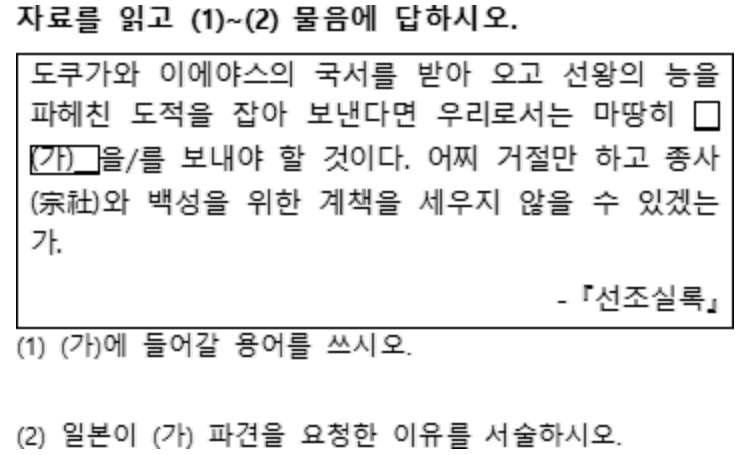 자료를 읽고 (1)~(2) 물음에 답하시오.
도쿠가와 이에야스의 국서를 받아 오고 선왕의 능을
파헤친 도적을 잡아 보낸다면 우리로서는 마땅히
(가) 을/를 보내야 할 것이다. 어찌 거절만 하고 종사
(宗社)와 백성을 위한 계책을 세우지 않을 수 있겠는
가.
-『선조실록』
(1) (가)에 들어갈 용어를 쓰시오.
(2) 일본이 (가) 파견을 요청한 이유를 서술하시오.